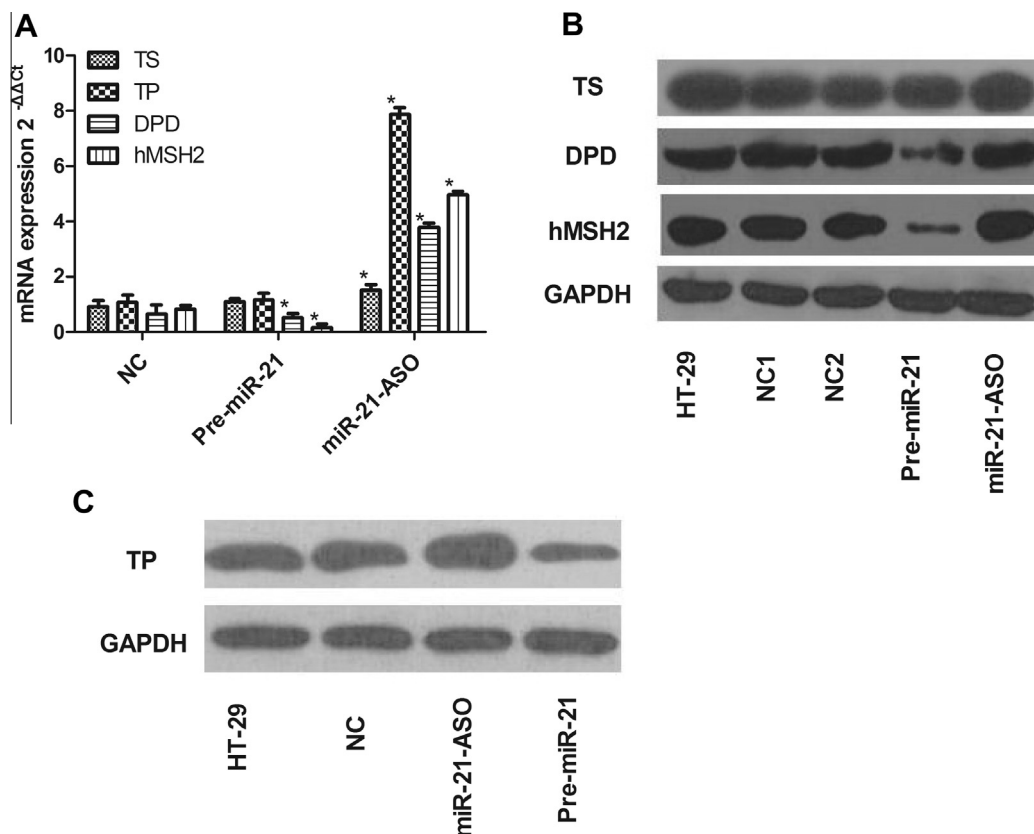 A
10
8
6
4
2
0
mRNA expression 2 -ΔΔCt
TS
TP
DPD
hMSH2
* * * * * *
NC
Pre-miR-21
miR-21-ASO
B
TS
DPD
hMSH2
GAPDH
HT-29
NC1
NC2
Pre-miR-21
miR-21-ASO
C
TP
GAPDH
HT-29
NC
miR-21-ASO
Pre-miR-21